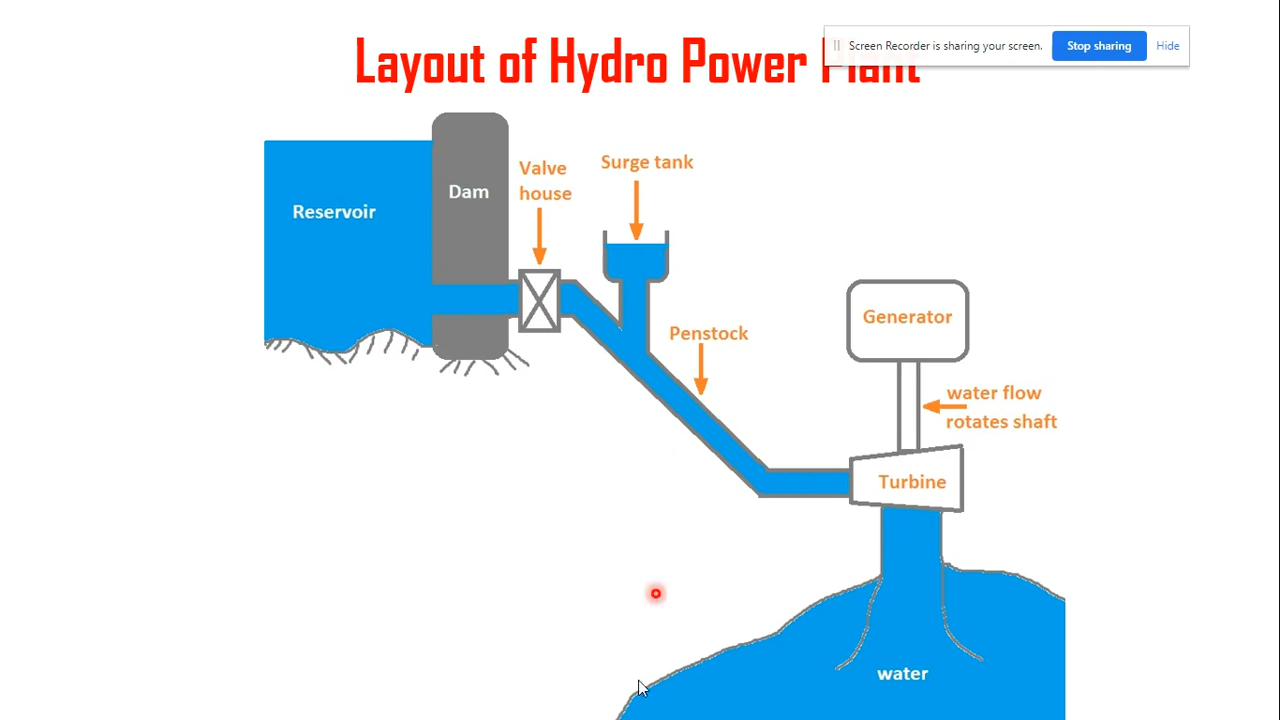 Layout of Hydro Power Plant
Screen Recorder is sharing your screen.
Stop sharing
Hide
Reservoir
Dam
Valve
house
Surge tank
Penstock
Generator
water flow
rotates shaft
Turbine
water